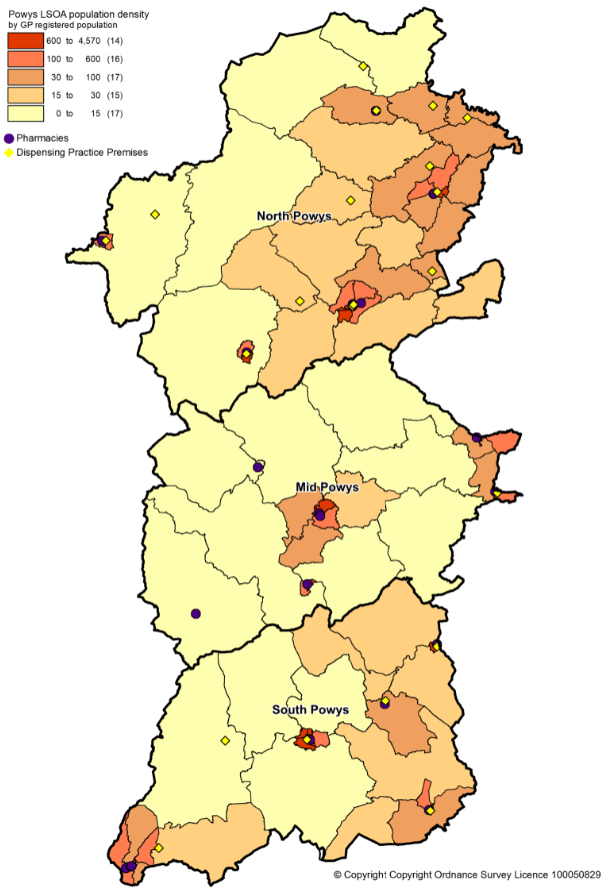 Powys LSOA population density
by GP registered population
600 to 4,570 (14)
100 to 600 (16)
30 to 100 (17)
15 to 30 (15)
0 to 15 (17)
Pharmacies
Dispensing Practice Premises
North Powys
Mid Powys
South Powys
© Copyright Copyright Ordnance Survey Licence 100050829